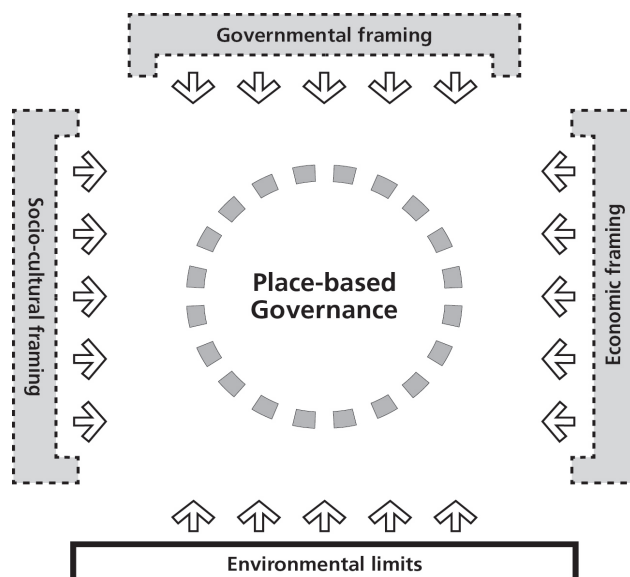 Governmental framing
Socio-cultural framing
Place-based
Governance
Economic framing
Environmental limits